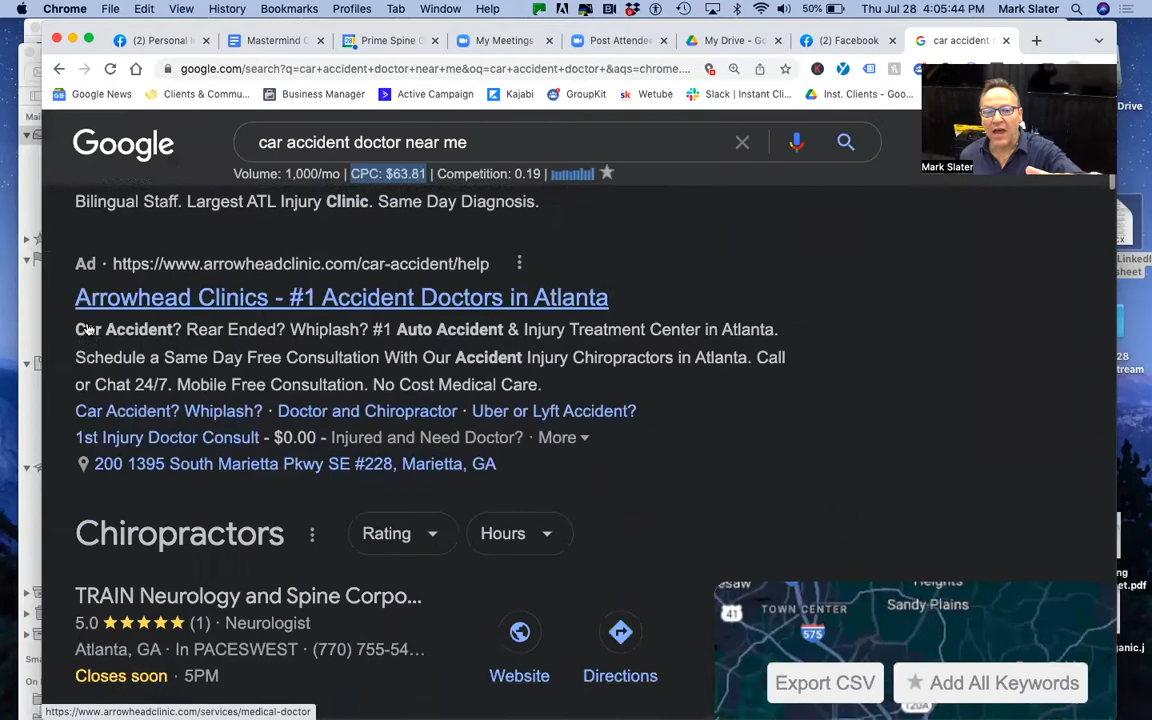 Chrome File Edit View History Bookmarks Profiles Tab Window Help 50% Thu Jul 28 4:05:44 PM Mark Slater
(2) Personal Mastermind C Prime Spine D My Meetings Post Attendee My Drive - Go (2) Facebook car accident
google.com/search?q=car+accident+doctor+near+me&oq=car+accident+doctor+&aqs=chrome....
Google News Clients & Commu... Business Manager Active Campaign Kajabi GroupKit Wetube Slack | Instant Cli... Inst. Clients - Goo...
Drive
Google car accident doctor near me
Mark Slater
Volume: 1,000/mo | CPC: $63.81 | Competition: 0.19 |
Bilingual Staff. Largest ATL Injury Clinic. Same Day Diagnosis.
Ad · https://www.arrowheadclinic.com/car-accident/help
Arrowhead Clinics - #1 Accident Doctors in Atlanta
Car Accident? Rear Ended? Whiplash? #1 Auto Accident & Injury Treatment Center in Atlanta.
Schedule a Same Day Free Consultation With Our Accident Injury Chiropractors in Atlanta. Call
or Chat 24/7. Mobile Free Consultation. No Cost Medical Care.
Car Accident? Whiplash? · Doctor and Chiropractor · Uber or Lyft Accident?
1st Injury Doctor Consult - $0.00 - Injured and Need Doctor? · More
200 1395 South Marietta Pkwy SE #228, Marietta, GA
Chiropractors Rating Hours
TRAIN Neurology and Spine Corpo...
5.0 (1) · Neurologist
Atlanta, GA · In PACESWEST · (770) 755-54...
Closes soon · 5PM
Website Directions
41 TOWN CENTER Sandy Plains
575
Export CSV Add All Keywords
https://www.arrowheadclinic.com/services/medical-doctor